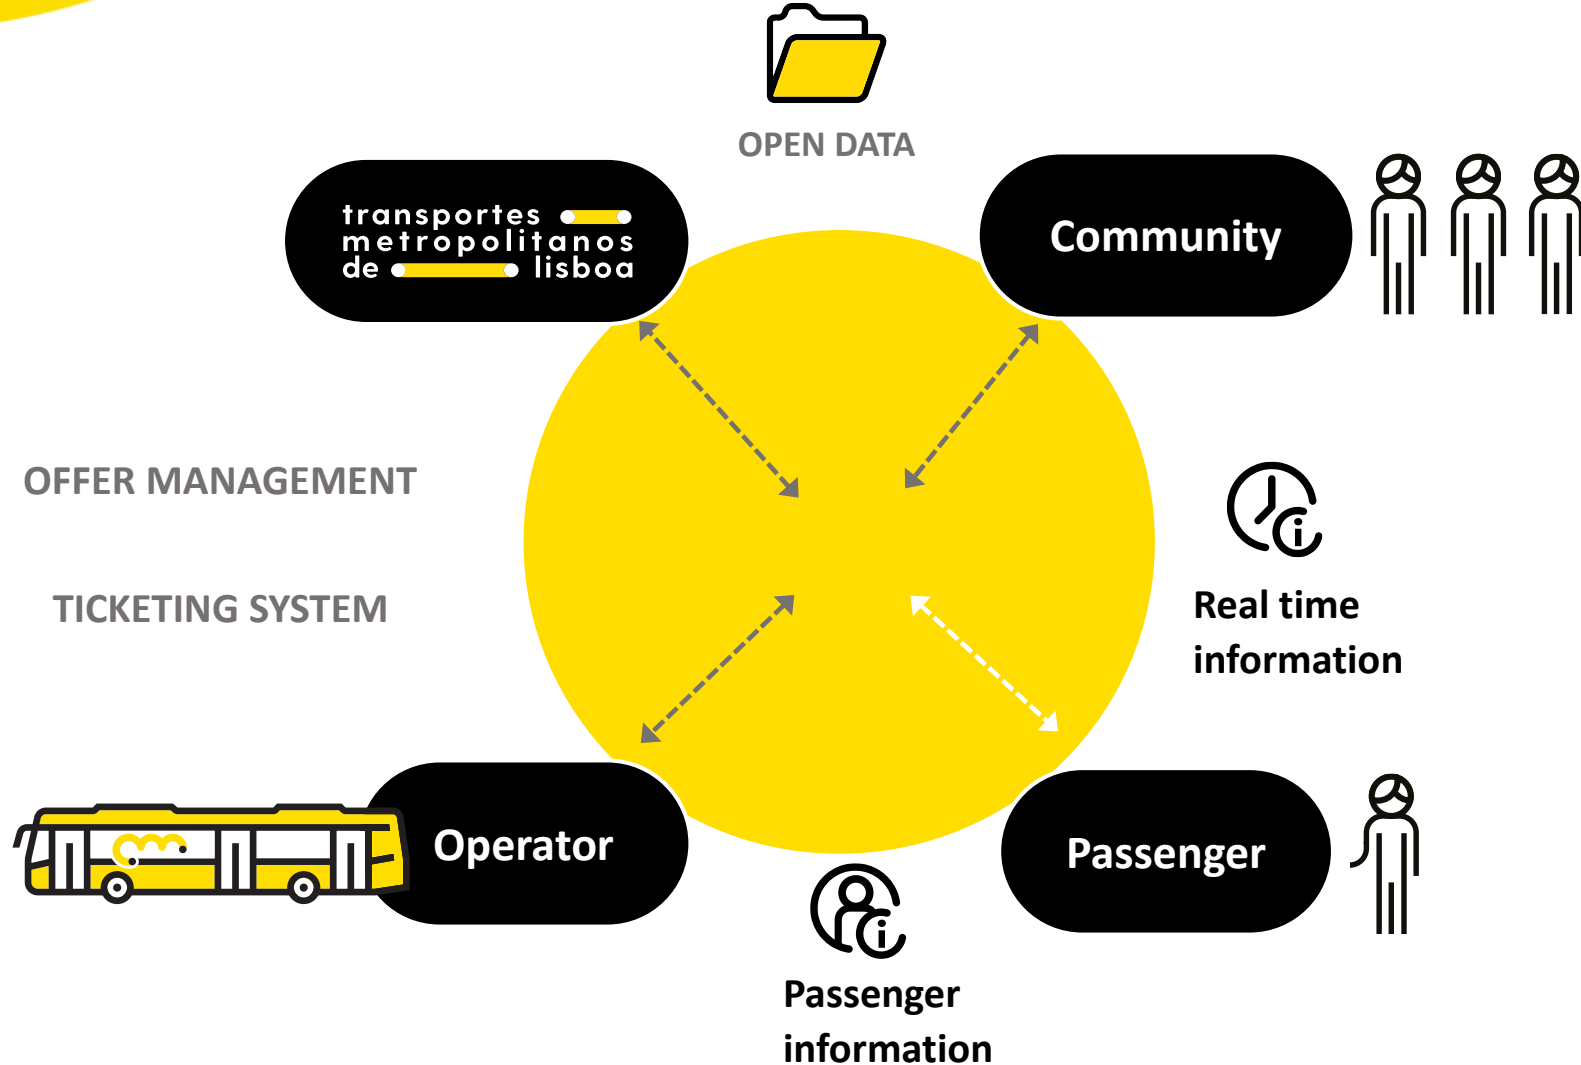 OPEN DATA
transportes
metropolitanos
de lisboa
Community
OFFER MANAGEMENT
TICKETING SYSTEM
Real time
information
Operator
Passenger
Passenger
information